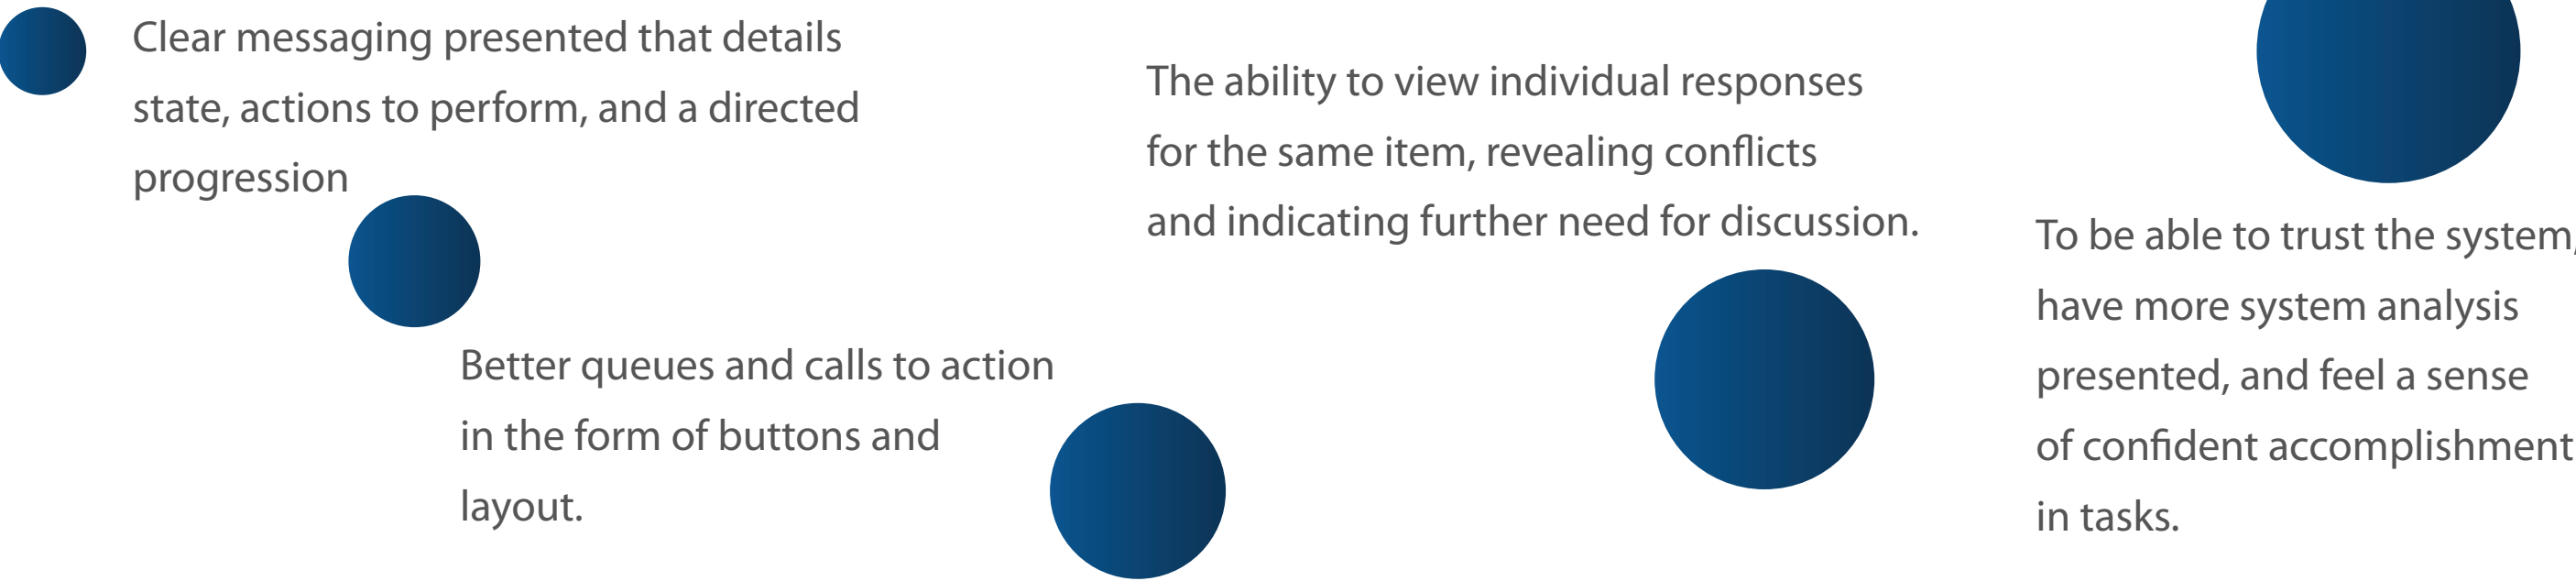 Clear messaging presented that details
state, actions to perform, and a directed
progression
Better queues and calls to action
in the form of buttons and
layout.
The ability to view individual responses
for the same item, revealing conflicts
and indicating further need for discussion.
To be able to trust the system,
have more system analysis
presented, and feel a sense
of confident accomplishment
in tasks.